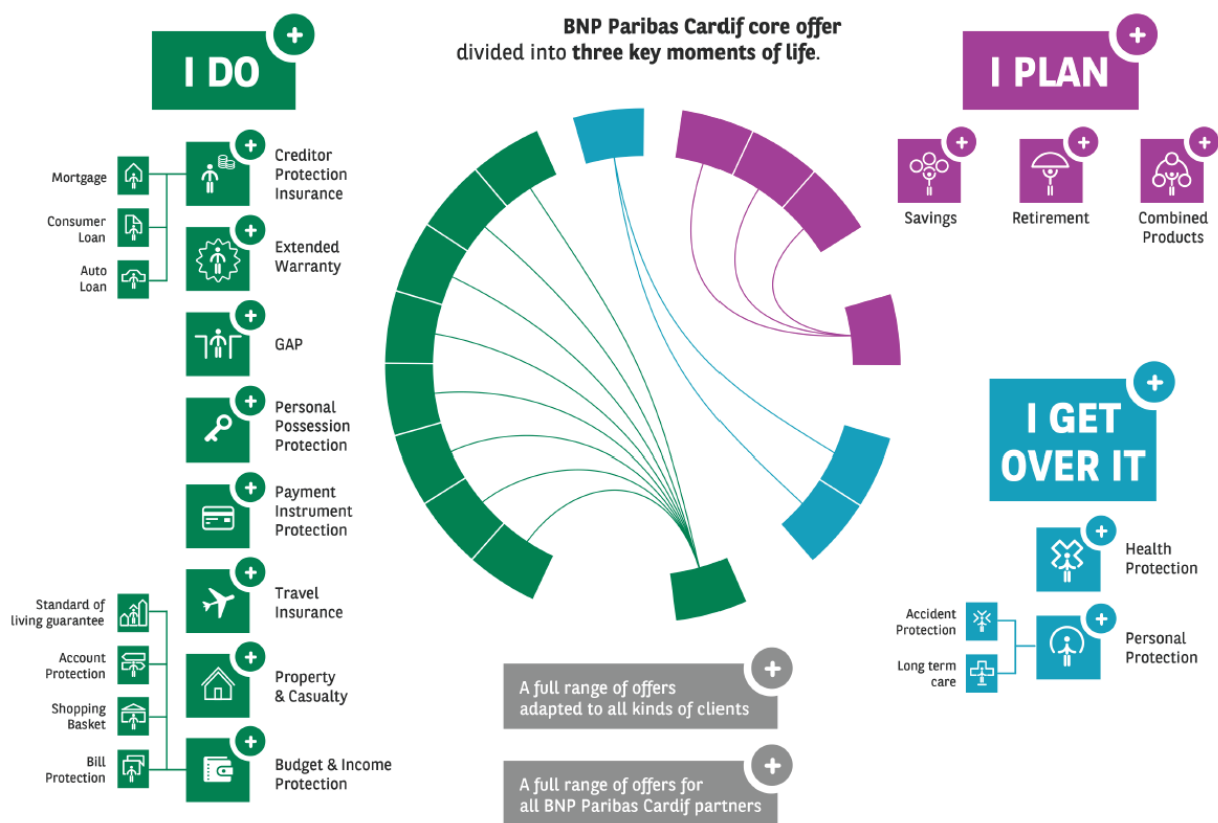 BNP Paribas Cardif core offer
divided into three key moments of life.
I DO
+
Creditor
Protection
Insurance
+
Mortgage
Consumer
Loan
Auto
Loan
Extended
Warranty
+
GAP
+
Personal
Possession
Protection
+
Payment
Instrument
Protection
+
Travel
Insurance
+
Property
& Casualty
+
Budget & Income
Protection
+
Standard of
living guarantee
Account
Protection
Shopping
Basket
Bill
Protection
I PLAN
+
Savings
+
Retirement
+
Combined
Products
+
I GET
OVER IT
+
Health
Protection
+
Personal
Protection
+
Accident
Protection
Long term
care
A full range of offers
adapted to all kinds of clients
+
A full range of offers for
all BNP Paribas Cardif partners
+